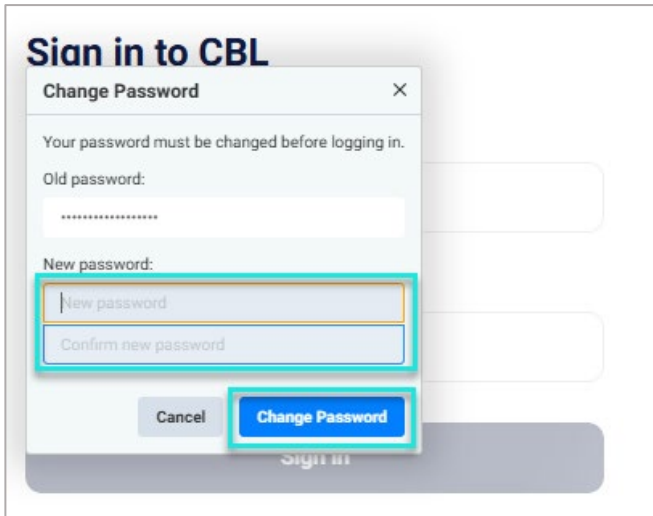 Sign in to CBL
Change Password
Your password must be changed before logging in.
Old password:
••••••••••••••••••
New password:
New password
Confirm new password
Cancel
Change Password
Sign in